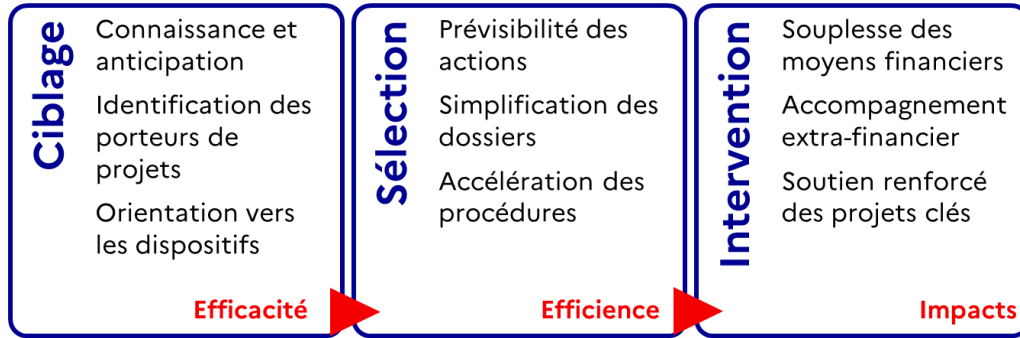 Ciblage
Connaissance et
anticipation
Identification des
porteurs de
projets
Orientation vers
les dispositifs
Efficacité
Sélection
Prévisibilité des
actions
Simplification des
dossiers
Accélération des
procédures
Efficience
Intervention
Souplesse des
moyens financiers
Accompagnement
extra-financier
Soutien renforcé
des projets clés
Impacts